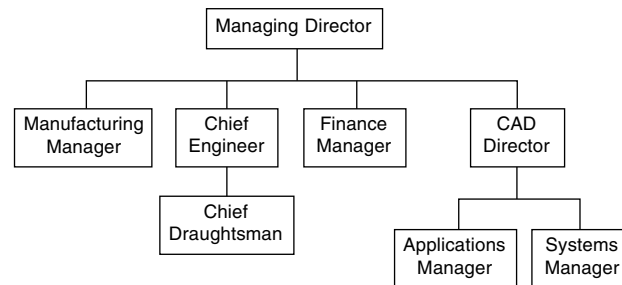 Managing Director
Manufacturing
Manager
Chief
Engineer
Finance
Manager
CAD
Director
Chief
Draughtsman
Applications
Manager
Systems
Manager